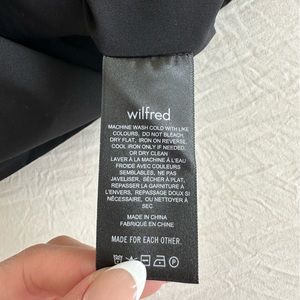 wilfred
MACHINE WASH COLD WITH LIKE
COLOURS, DO NOT BLEACH,
DRY FLAT, IRON ON REVERSE,
COOL IRON ONLY IF NEEDED,
OR DRY CLEAN
LAVER À LA MACHINE À L'EAU
FROIDE AVEC DES COULEURS
SEMBLABLES, NE PAS
JAVELISER, SÉCHER À PLAT,
REPASSER LA GARNITURE À
L'ENVERS, REPASSAGE DOUX SI
NÉCESSAIRE, OU NETTOYER À
SEC
MADE IN CHINA
FABRIQUÉ EN CHINE
MADE FOR EACH OTHER.